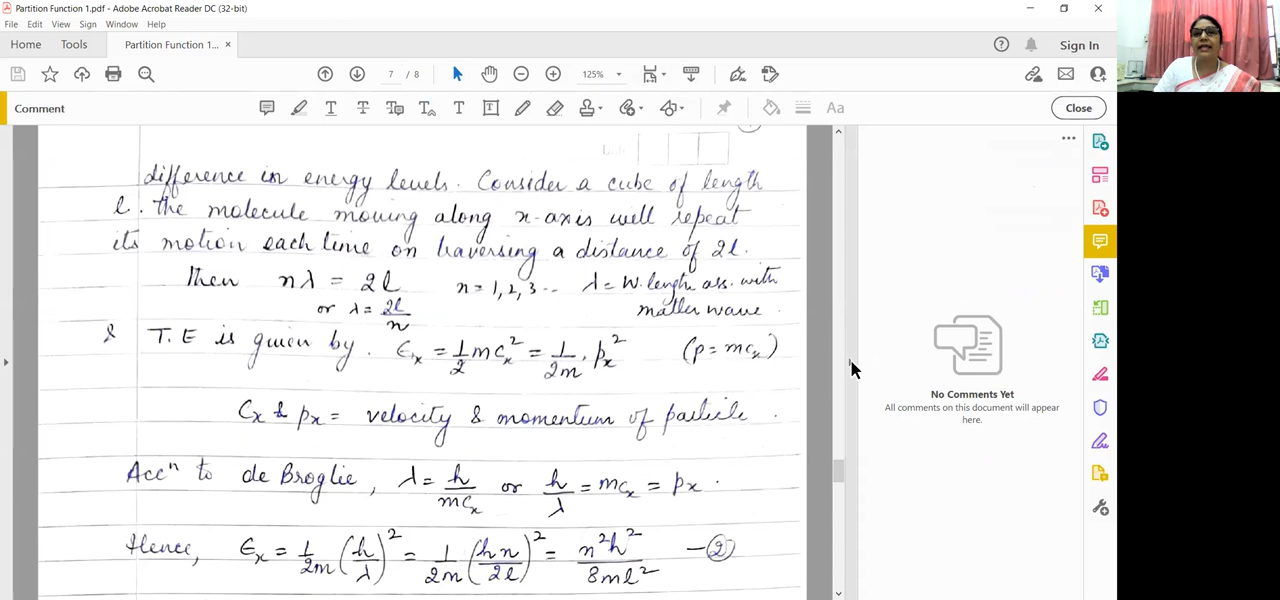 Partition Function 1.pdf - Adobe Acrobat Reader DC (32-bit)
File Edit View Sign Window Help
Home Tools Partition Function 1... × Sign In
7 / 8 125%
Comment Close
difference in energy levels. Consider a cube of length
l. the molecule moving along x-axis will repeat
its motion each time on traversing a distance of 2l.
Then nλ = 2l n = 1, 2, 3 -- λ = W. length ass. with
or λ = 2l/n matter wave.
& T.E is given by. ϵx = 1/2 mcx² = 1/2m . px² (p = mcx)
Cx & px = velocity & momentum of particle.
Accⁿ to de Broglie, λ = h/mcx or h/λ = mcx = px.
Hence, ϵx = 1/2m (h/λ)² = 1/2m (hn/2l)² = n²h²/8ml² — ②
No Comments Yet
All comments on this document will appear
here.